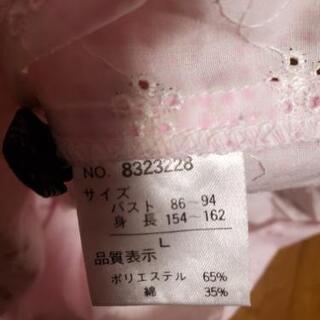 NO. 8323228
サイズ
バスト 86~94
身長 154~162
L
品質表示
ポリエステル 65%
綿 35%